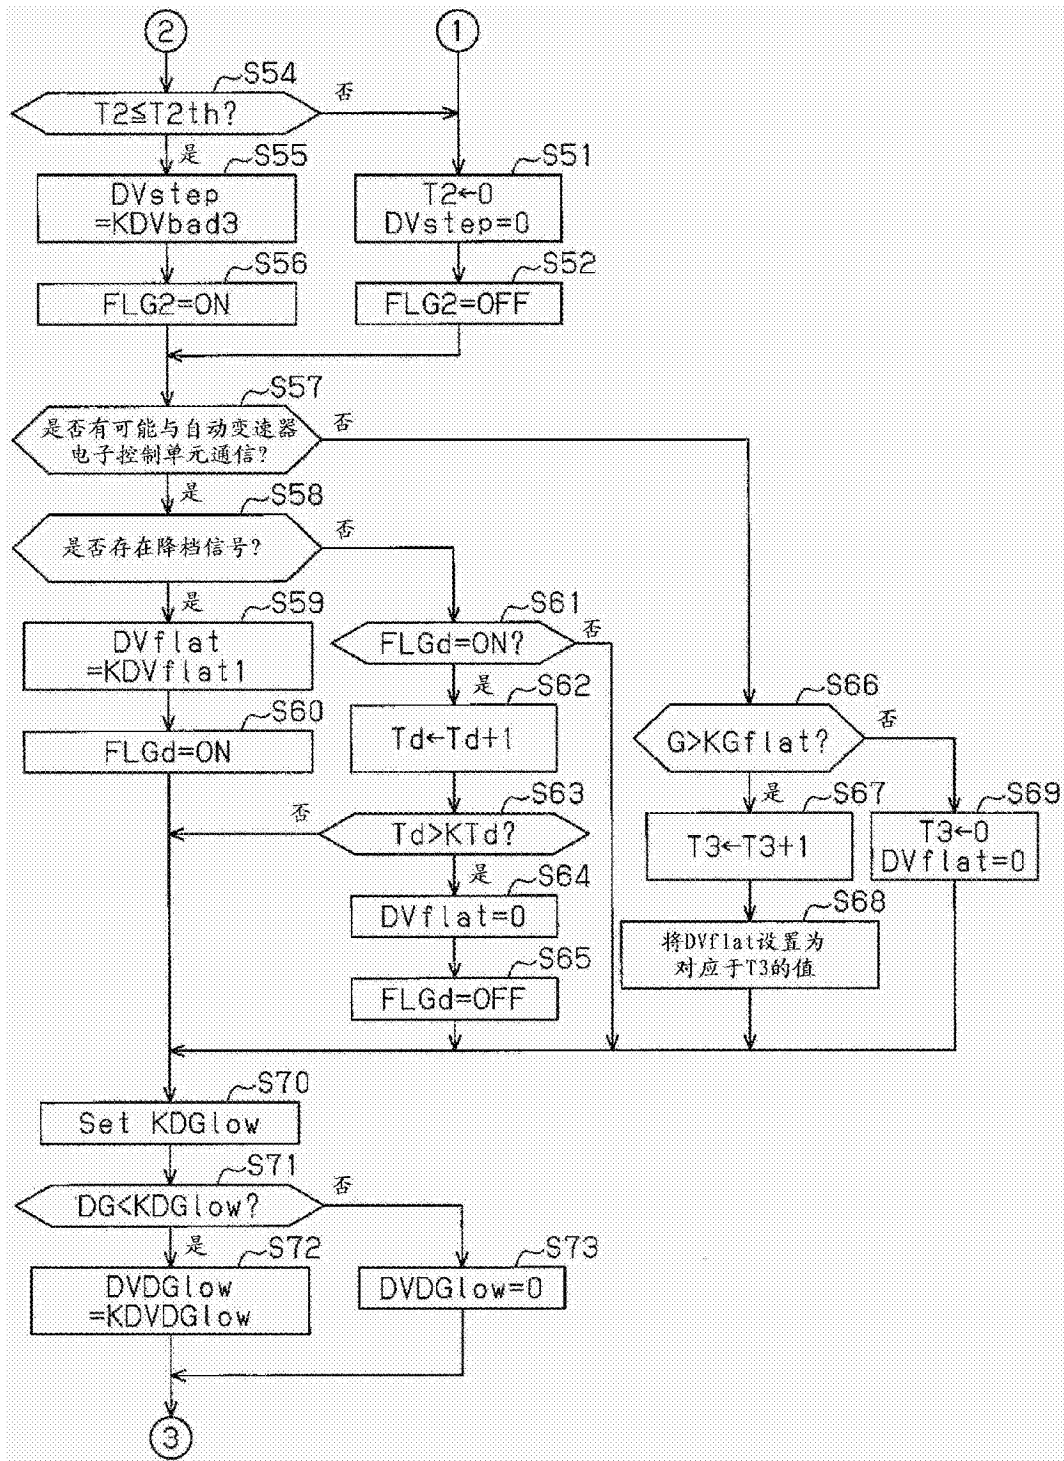 2
1
S54
T2≦T2th?
否
是
S55
DVstep
=KDVbad3
S51
T2←0
DVstep=0
S56
FLG2=ON
S52
FLG2=OFF
S57
是否有可能与自动变速器
电子控制单元通信?
否
是
S58
是否存在降档信号?
否
是
S59
DVflat
=KDVflat1
S61
FLGd=ON?
否
是
S60
FLGd=ON
S62
Td←Td+1
S66
G>KGflat?
否
是
S63
Td>KTd?
否
是
S67
T3←T3+1
S69
T3←0
DVflat=0
S64
DVflat=0
S68
将DVflat设置为
对应于T3的值
S65
FLGd=OFF
S70
Set KDGlow
S71
DG<KDGlow?
否
是
S72
DVDGlow
=KDVDGlow
S73
DVDGlow=0
3